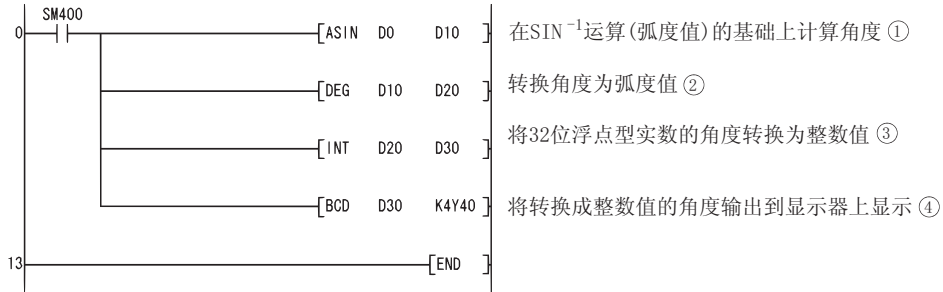 SM400
0 [ASIN D0 D10 ] 在SIN⁻¹运算(弧度值)的基础上计算角度 ①
[DEG D10 D20 ] 转换角度为弧度值 ②
[INT D20 D30 ] 将32位浮点型实数的角度转换为整数值 ③
[BCD D30 K4Y40 ] 将转换成整数值的角度输出到显示器上显示 ④
13 [END ]